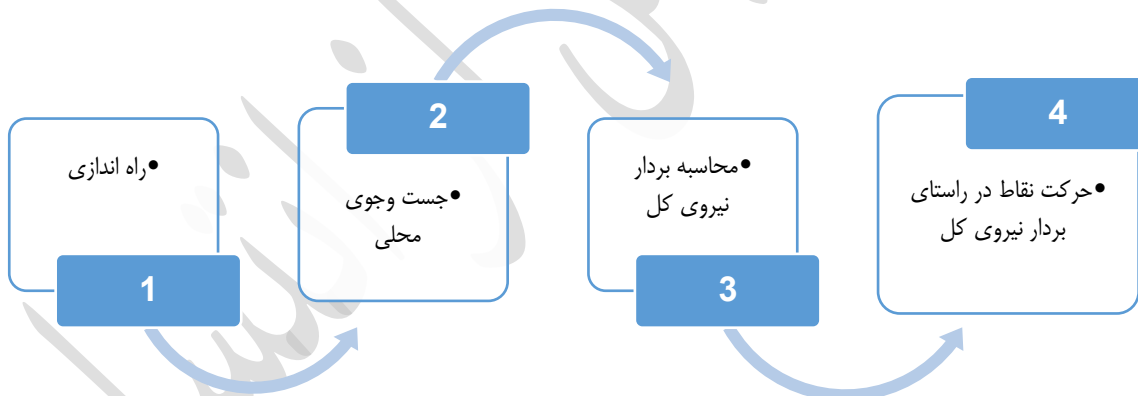 1
•راه اندازی
2
•جست وجوی
محلی
3
•محاسبه بردار
نیروی کل
4
•حرکت نقاط در راستای
بردار نیروی کل